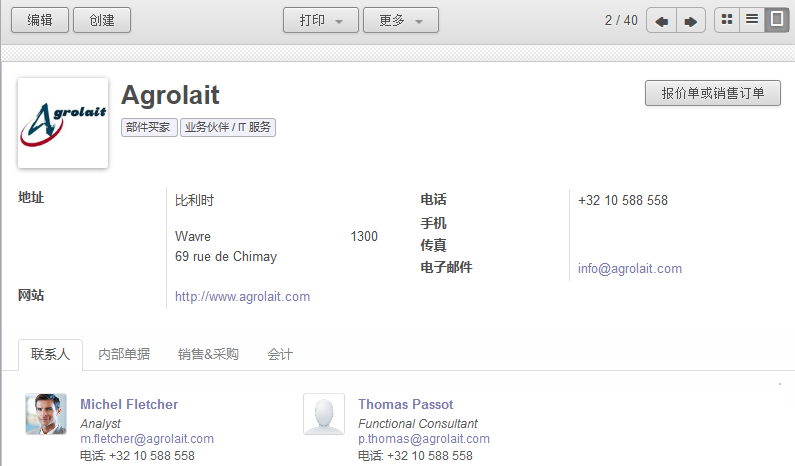 编辑 创建 打印 更多 2 / 40
Agrolait
Agrolait 报价单或销售订单
部件买家 业务伙伴 / IT 服务
地址 比利时 电话 +32 10 588 558
手机
Wavre 1300 传真
69 rue de Chimay 电子邮件 info@agrolait.com
网站 http://www.agrolait.com
联系人 内部单据 销售&采购 会计
Michel Fletcher Thomas Passot
Analyst Functional Consultant
m.fletcher@agrolait.com p.thomas@agrolait.com
电话: +32 10 588 558 电话: +32 10 588 558